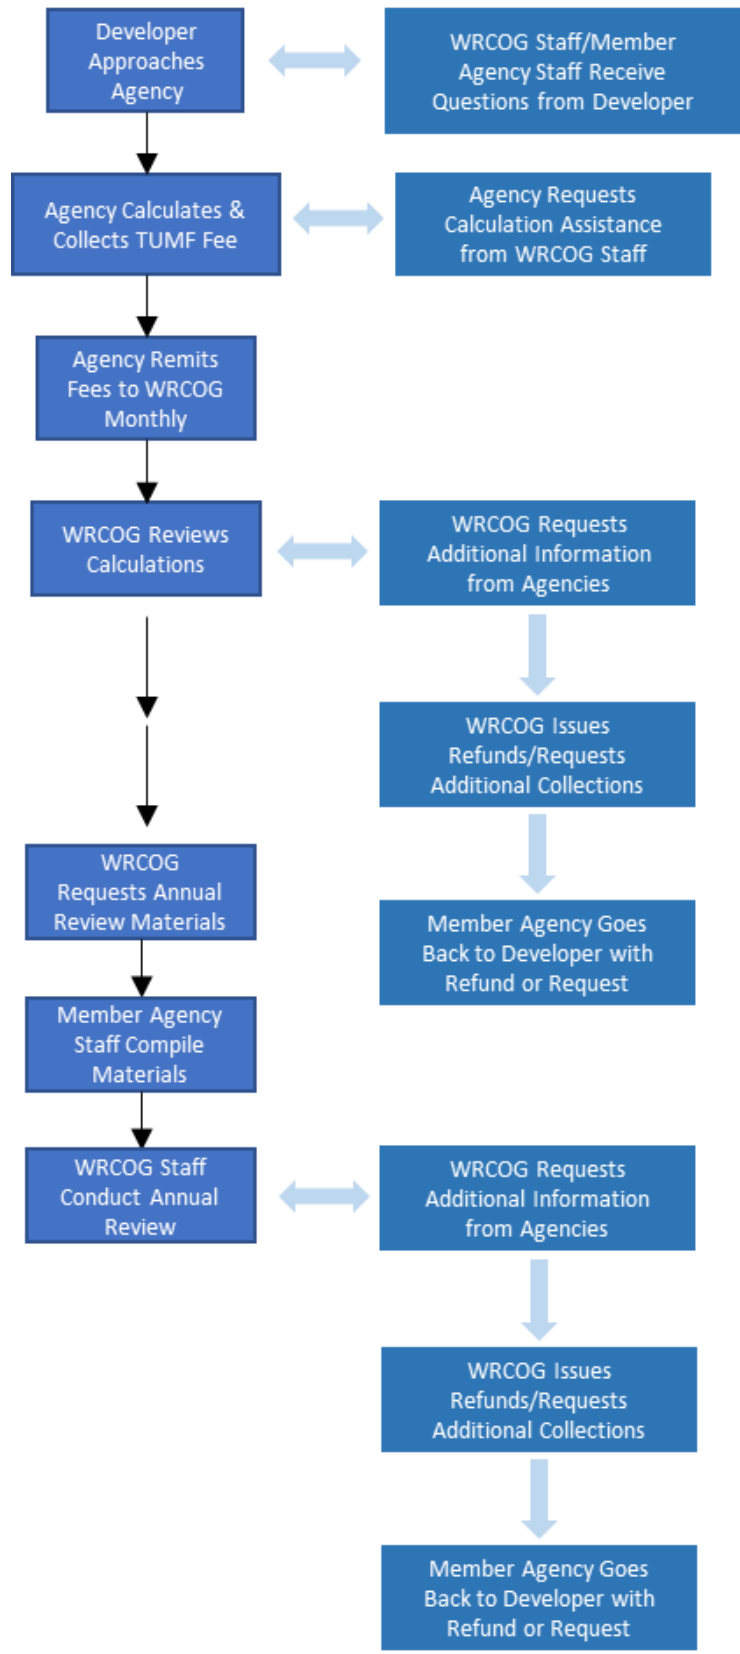 Developer
Approaches
Agency
WRCOG Staff/Member
Agency Staff Receive
Questions from Developer
Agency Calculates &
Collects TUMF Fee
Agency Requests
Calculation Assistance
from WRCOG Staff
Agency Remits
Fees to WRCOG
Monthly
WRCOG Reviews
Calculations
WRCOG Requests
Additional Information
from Agencies
WRCOG Issues
Refunds/Requests
Additional Collections
WRCOG
Requests Annual
Review Materials
Member Agency Goes
Back to Developer with
Refund or Request
Member Agency
Staff Compile
Materials
WRCOG Staff
Conduct Annual
Review
WRCOG Requests
Additional Information
from Agencies
WRCOG Issues
Refunds/Requests
Additional Collections
Member Agency Goes
Back to Developer with
Refund or Request